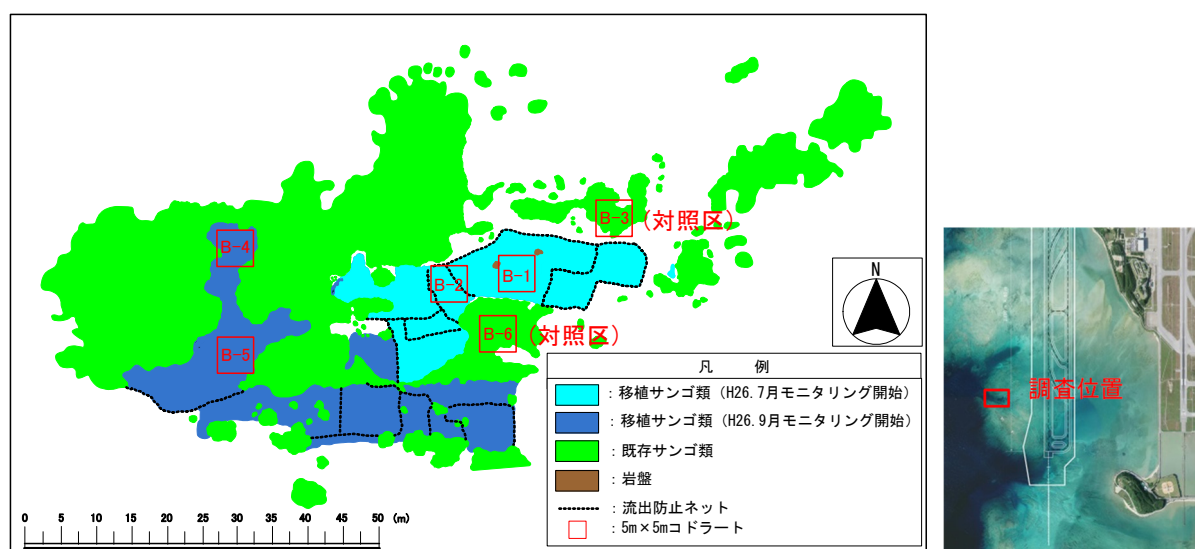 B-4
B-3 (対照区)
B-2
B-1
B-5
B-6 (対照区)
N
凡 例
:移植サンゴ類(H26.7月モニタリング開始)
:移植サンゴ類(H26.9月モニタリング開始)
:既存サンゴ類
:岩盤
:流出防止ネット
:5m×5mコドラート
0 5 10 15 20 25 30 35 40 45 50 (m)
調査位置